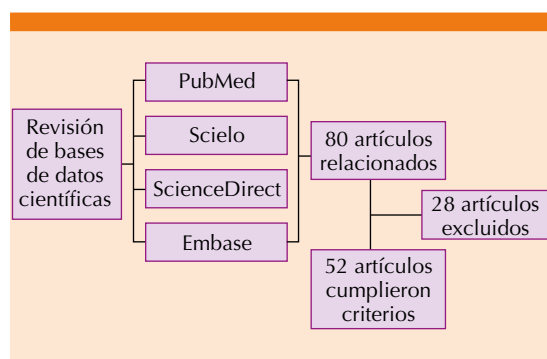 Revisión
de bases
de datos
científicas
PubMed
Scielo
ScienceDirect
Embase
80 artículos
relacionados
28 artículos
excluidos
52 artículos
cumplieron
criterios